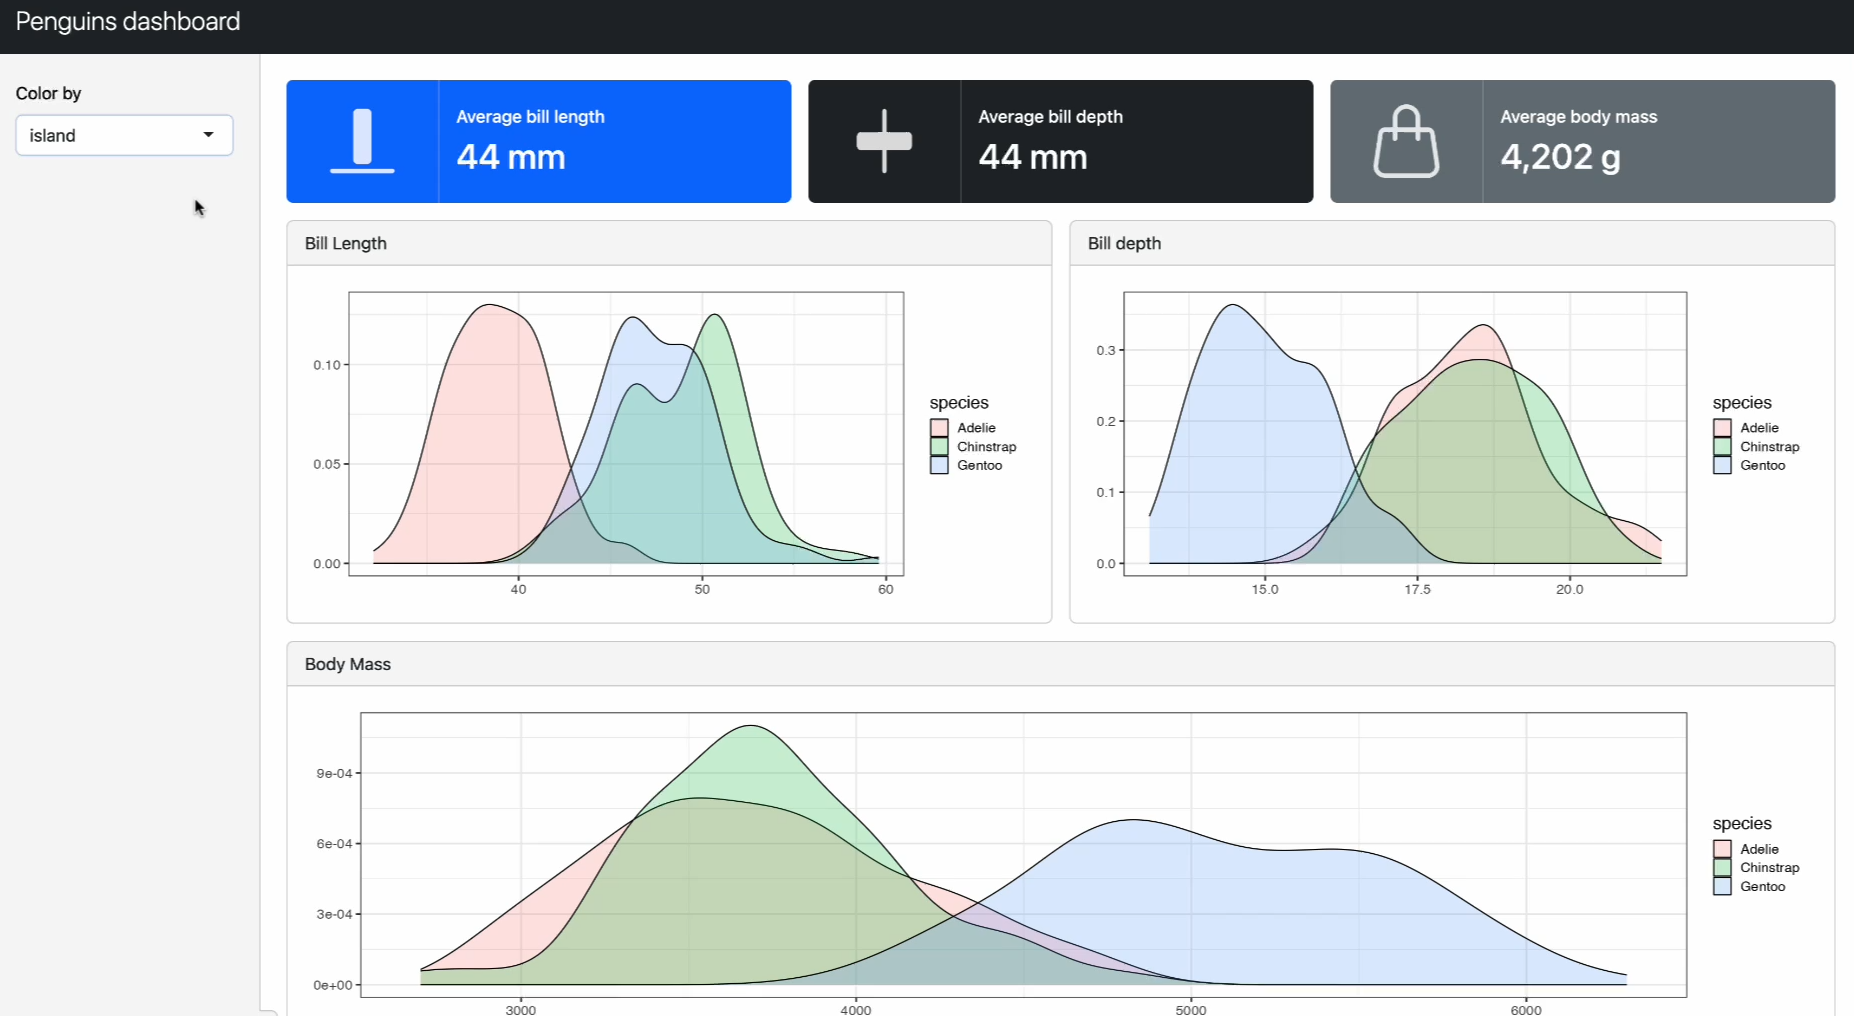 Penguins dashboard
Color by
island
Average bill length
44 mm
Average bill depth
44 mm
Average body mass
4,202 g
Bill Length
0.10
0.05
0.00
40 50 60
species
Adelie
Chinstrap
Gentoo
Bill depth
0.3
0.2
0.1
0.0
15.0 17.5 20.0
species
Adelie
Chinstrap
Gentoo
Body Mass
9e-04
6e-04
3e-04
0e+00
3000 4000 5000 6000
species
Adelie
Chinstrap
Gentoo